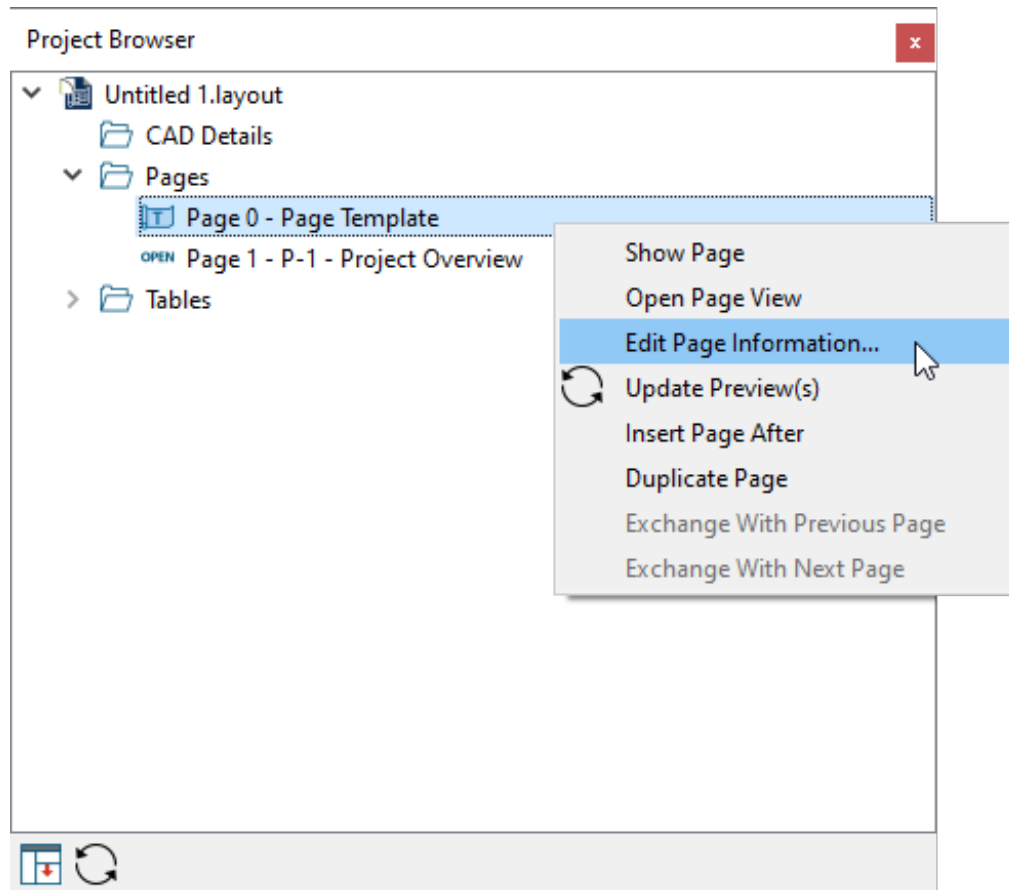 Project Browser
x
Untitled 1.layout
CAD Details
Pages
T Page 0 - Page Template
OPEN Page 1 - P-1 - Project Overview
Tables
Show Page
Open Page View
Edit Page Information...
Update Preview(s)
Insert Page After
Duplicate Page
Exchange With Previous Page
Exchange With Next Page